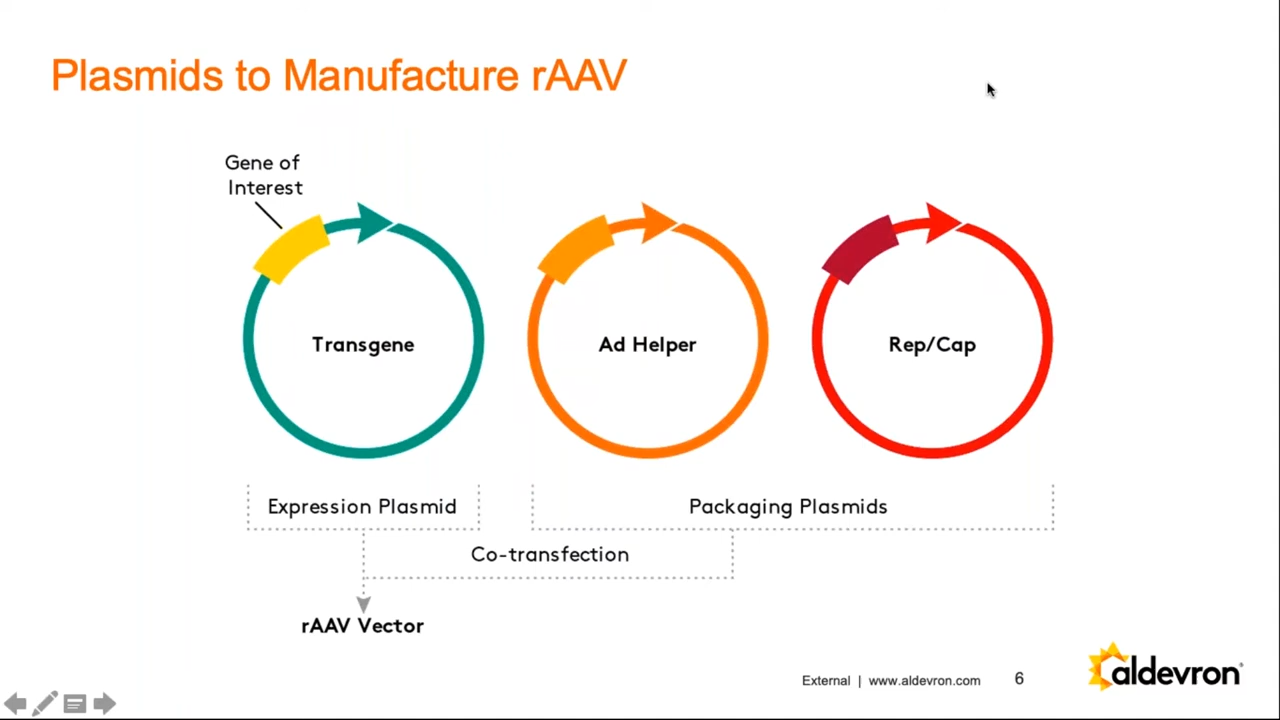 Plasmids to Manufacture rAAV
Gene of
Interest
Transgene
Ad Helper
Rep/Cap
Expression Plasmid
Packaging Plasmids
Co-transfection
rAAV Vector
External | www.aldevron.com 6
aldevron